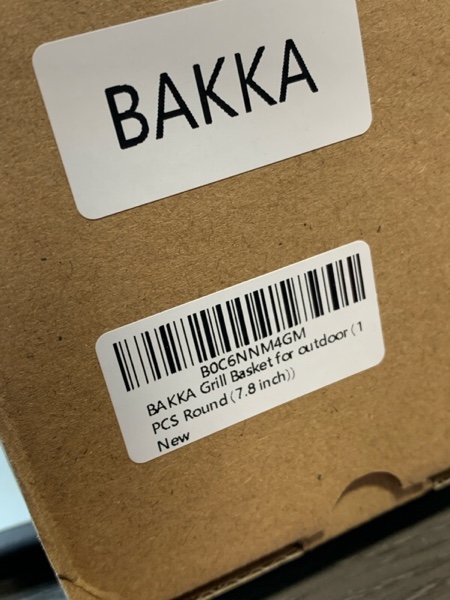 BAKKA
B0C6NNM4GM
BAKKA Grill Basket for outdoor (1
PCS Round (7.8 inch))
New